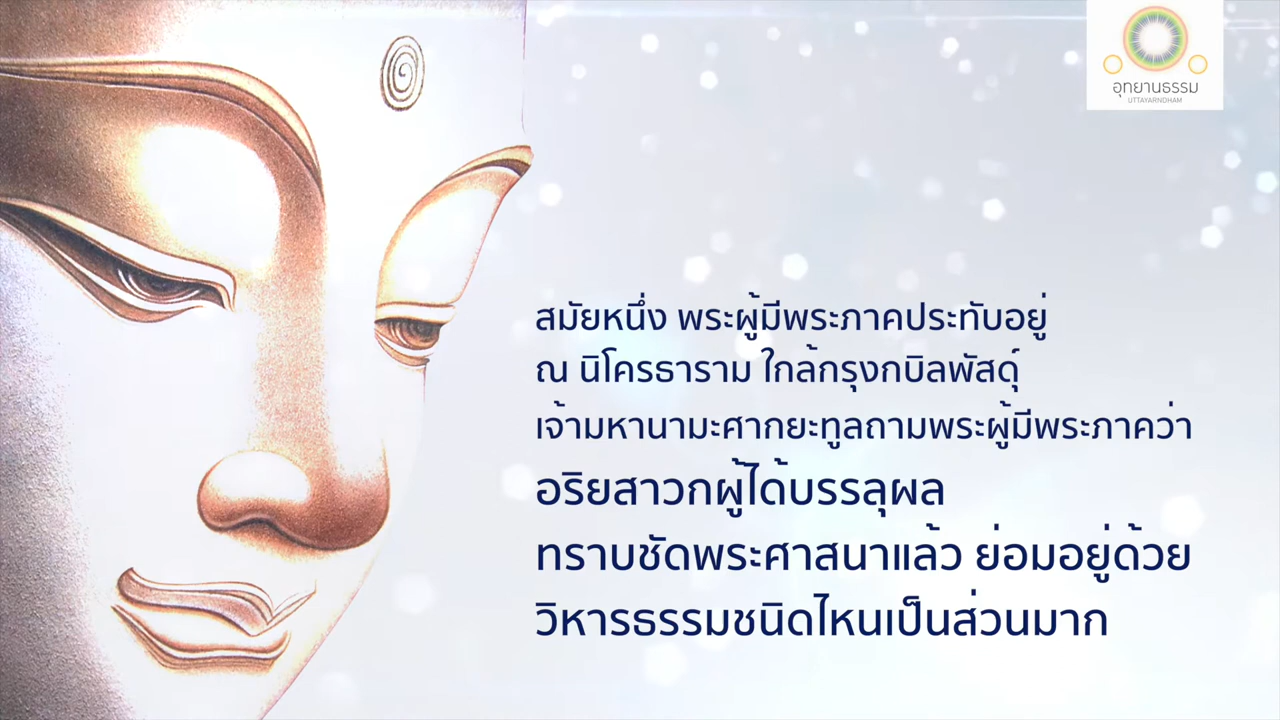 อุทยานธรรม
UTTAYARNDHAM
สมัยหนึ่ง พระผู้มีพระภาคประทับอยู่
ณ นิโครธาราม ใกล้กรุงกบิลพัสดุ์
เจ้ามหานามะศากยะทูลถามพระผู้มีพระภาคว่า
อริยสาวกผู้ได้บรรลุผล
ทราบชัดพระศาสนาแล้ว ย่อมอยู่ด้วย
วิหารธรรมชนิดไหนเป็นส่วนมาก